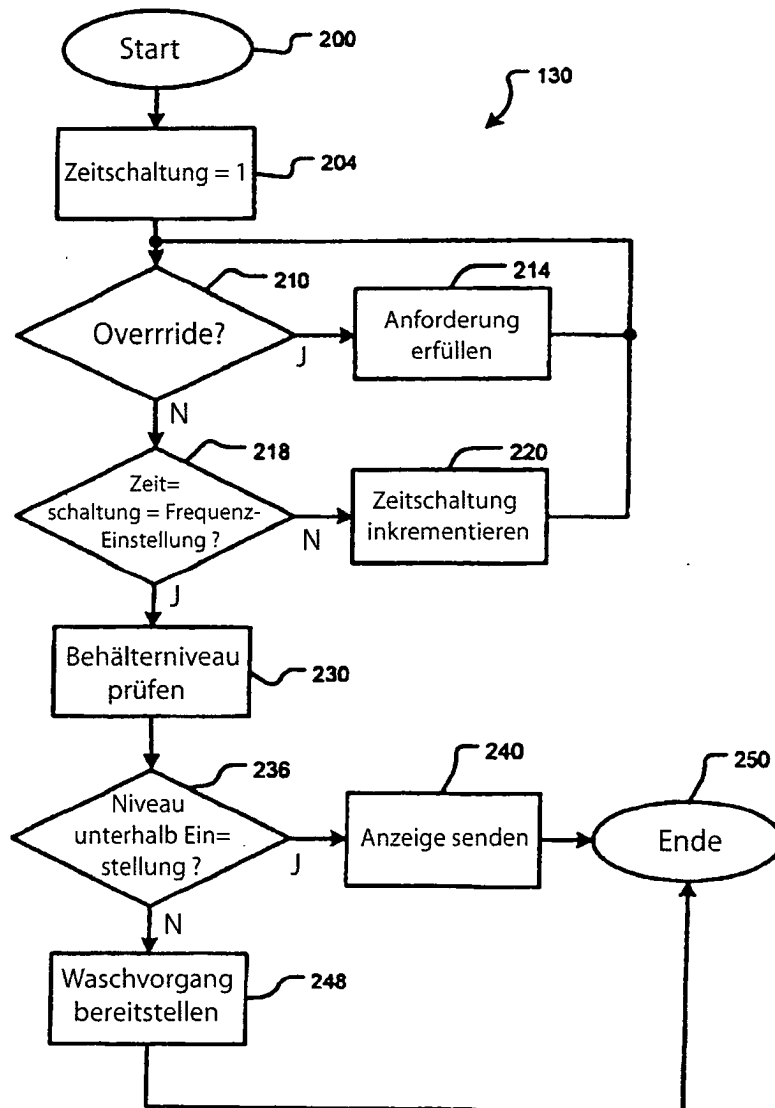 Start
200
130
Zeitschaltung = 1
204
210
Overrride?
J
N
214
Anforderung
erfüllen
218
Zeit=
schaltung = Frequenz-
Einstellung ?
N
J
220
Zeitschaltung
inkrementieren
Behälterniveau
prüfen
230
236
Niveau
unterhalb Ein=
stellung ?
J
N
240
Anzeige senden
250
Ende
Waschvorgang
bereitstellen
248